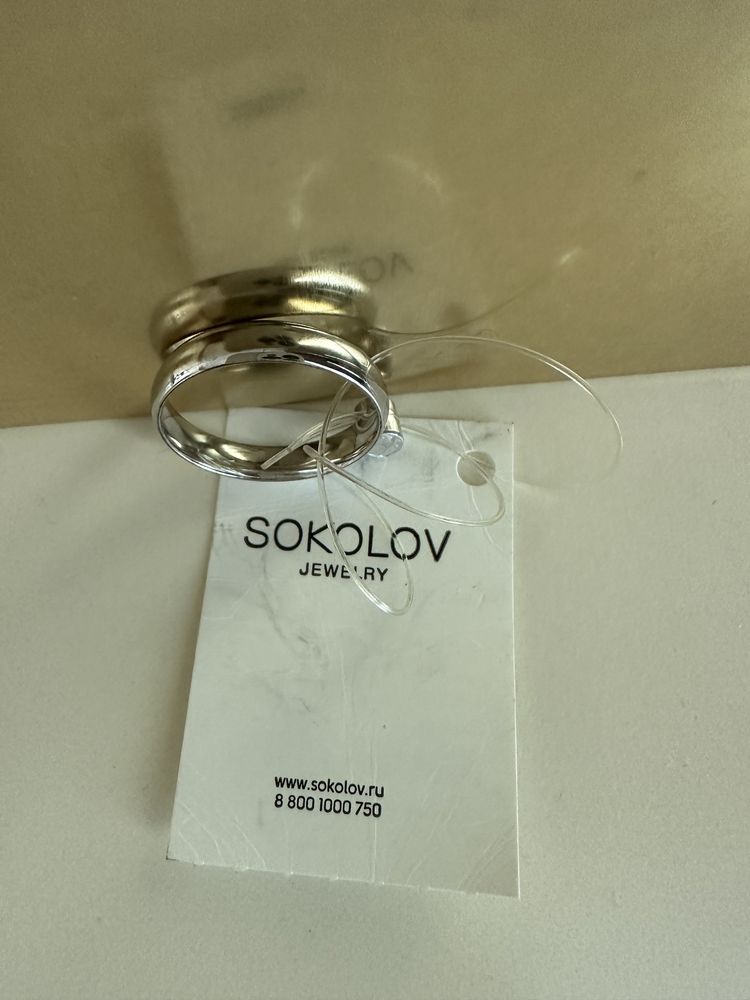 SOKOLOV
JEWELRY
www.sokolov.ru
8 800 1000 750